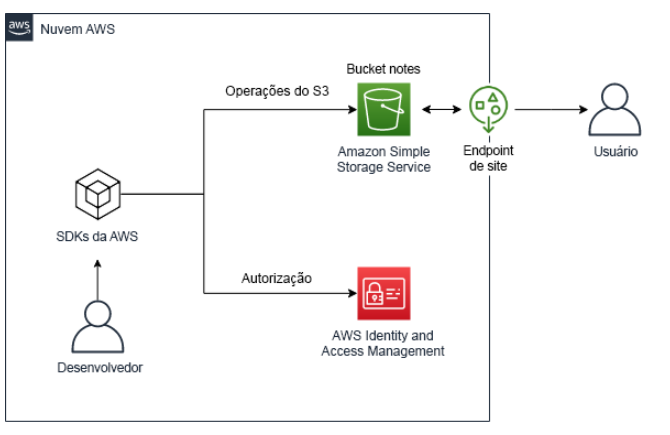 aws
Nuvem AWS
Bucket notes
Operações do S3
Amazon Simple
Storage Service
Endpoint
de site
Usuário
SDKs da AWS
Autorização
AWS Identity and
Access Management
Desenvolvedor